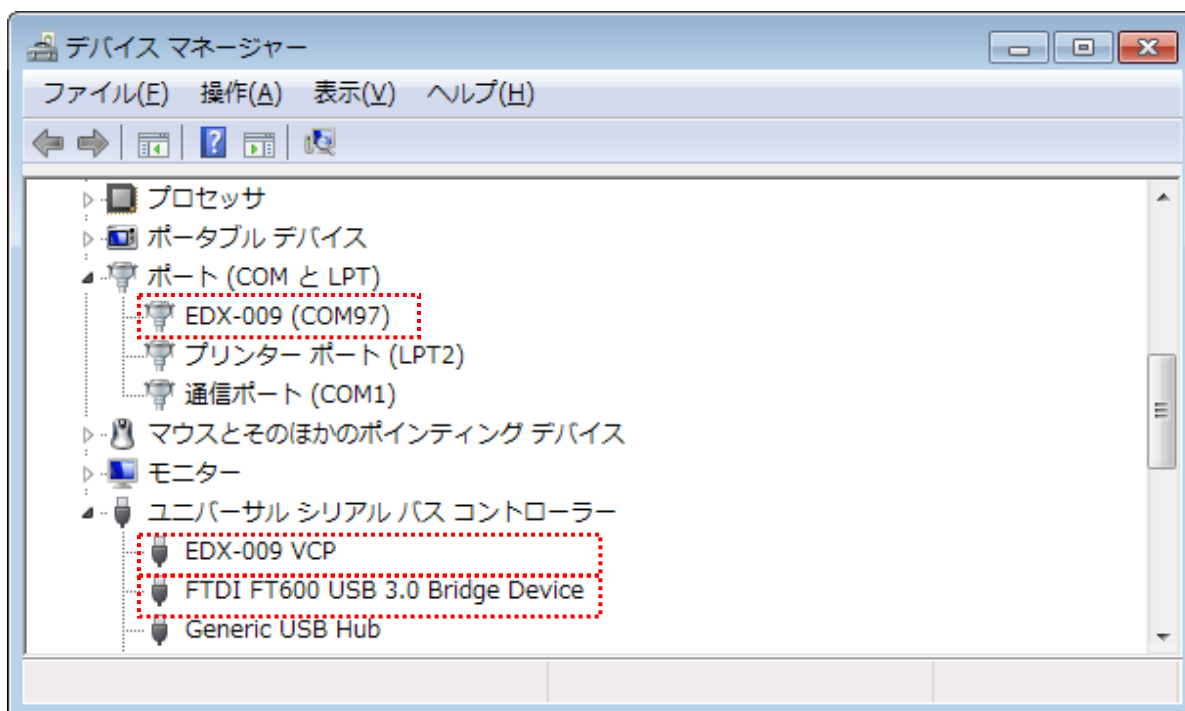 デバイス マネージャー
ファイル(F) 操作(A) 表示(V) ヘルプ(H)
プロセッサ
ポータブル デバイス
ポート (COM と LPT)
EDX-009 (COM97)
プリンター ポート (LPT2)
通信ポート (COM1)
マウスとそのほかのポインティング デバイス
モニター
ユニバーサル シリアル バス コントローラー
EDX-009 VCP
FTDI FT600 USB 3.0 Bridge Device
Generic USB Hub